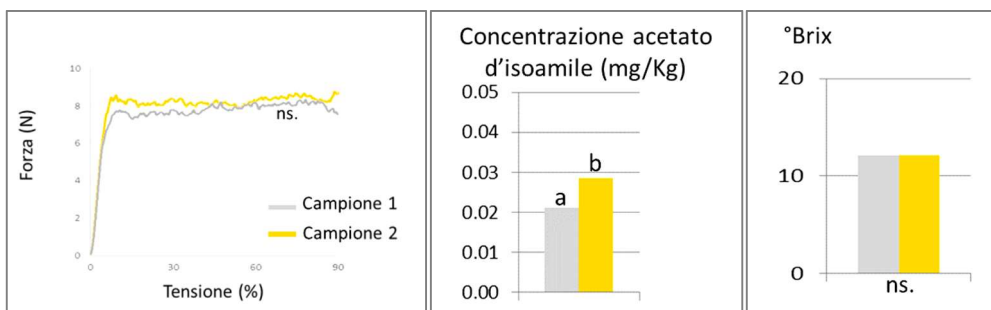 10
8
6
4
2
0
Forza (N)
ns.
Campione 1
Campione 2
0
30
60
90
Tensione (%)
Concentrazione acetato
d'isoamile (mg/Kg)
0.05
0.04
0.03
0.02
0.01
0.00
a
b
°Brix
20
10
0
ns.